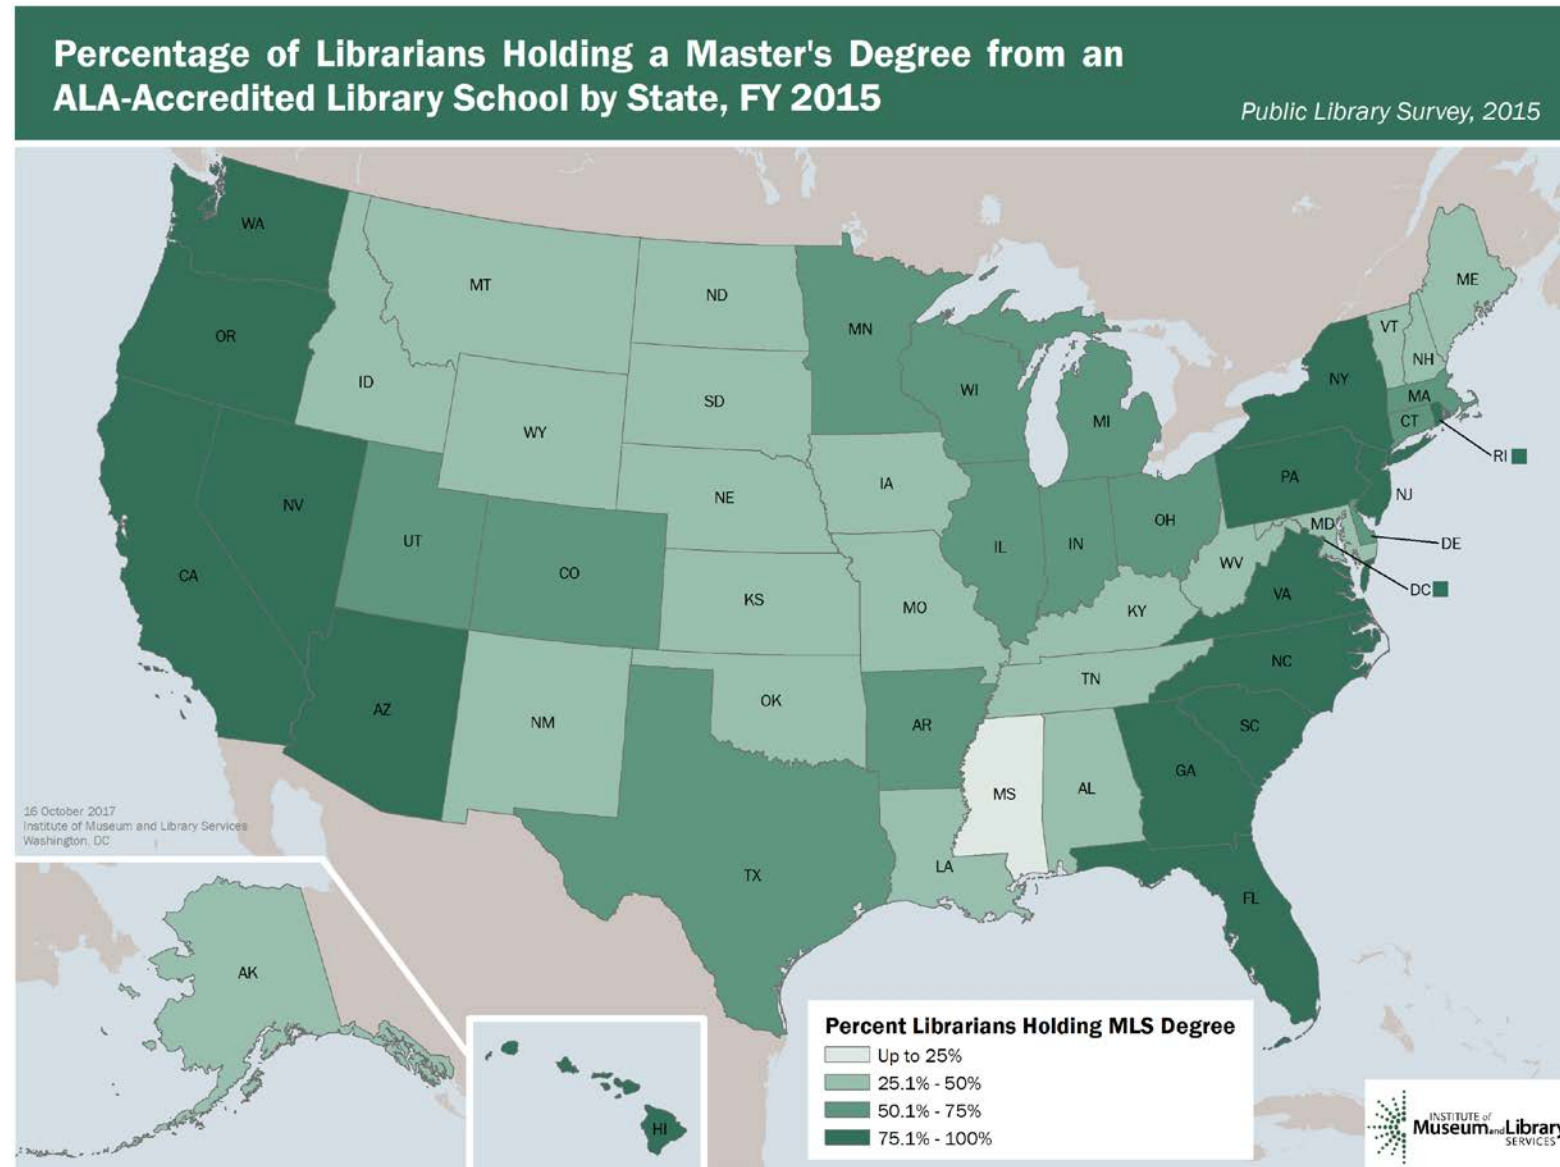 Percentage of Librarians Holding a Master's Degree from an
ALA-Accredited Library School by State, FY 2015
Public Library Survey, 2015
WA
MT
ND
MN
ME
VT
NH
OR
ID
SD
WI
MI
NY
MA
CT
RI
WY
NE
IA
PA
NJ
NV
UT
CO
IL
IN
OH
MD
DE
WV
DC
CA
KS
MO
KY
VA
NC
TN
AZ
NM
OK
AR
SC
MS
AL
GA
LA
TX
FL
16 October 2017
Institute of Museum and Library Services
Washington, DC
AK
HI
Percent Librarians Holding MLS Degree
Up to 25%
25.1% - 50%
50.1% - 75%
75.1% - 100%
INSTITUTE of
Museum and Library
SERVICES